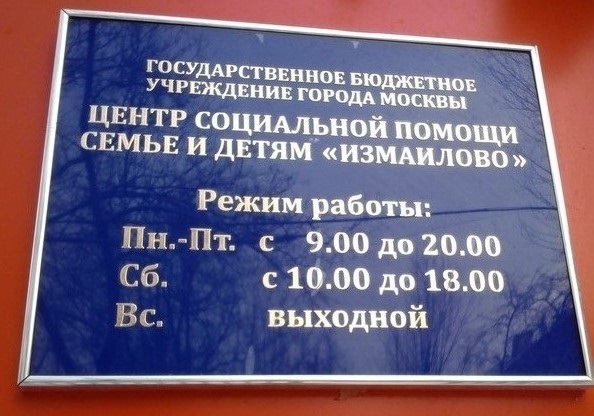 ГОСУДАРСТВЕННОЕ БЮДЖЕТНОЕ
УЧРЕЖДЕНИЕ ГОРОДА МОСКВЫ
ЦЕНТР СОЦИАЛЬНОЙ ПОМОЩИ
СЕМЬЕ И ДЕТЯМ «ИЗМАИЛОВО»
Режим работы:
Пн.-Пт. с 9.00 до 20.00
Сб. с 10.00 до 18.00
Вс. выходной